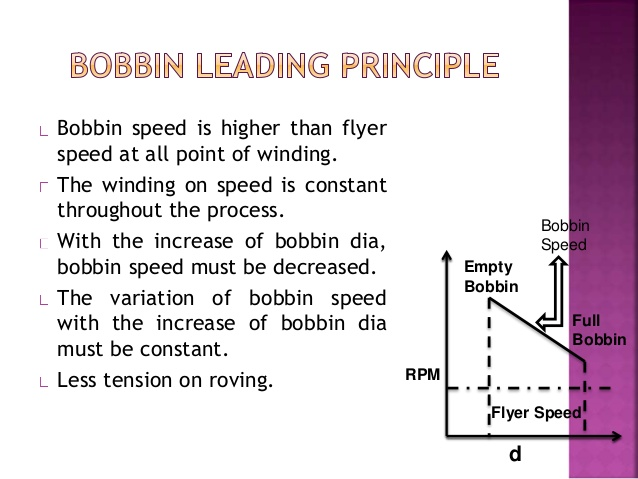 BOBBIN LEADING PRINCIPLE
Bobbin speed is higher than flyer
speed at all point of winding.
The winding on speed is constant
throughout the process.
With the increase of bobbin dia,
bobbin speed must be decreased.
The variation of bobbin speed
with the increase of bobbin dia
must be constant.
Less tension on roving.
Bobbin
Speed
Empty
Bobbin
Full
Bobbin
RPM
Flyer Speed
d